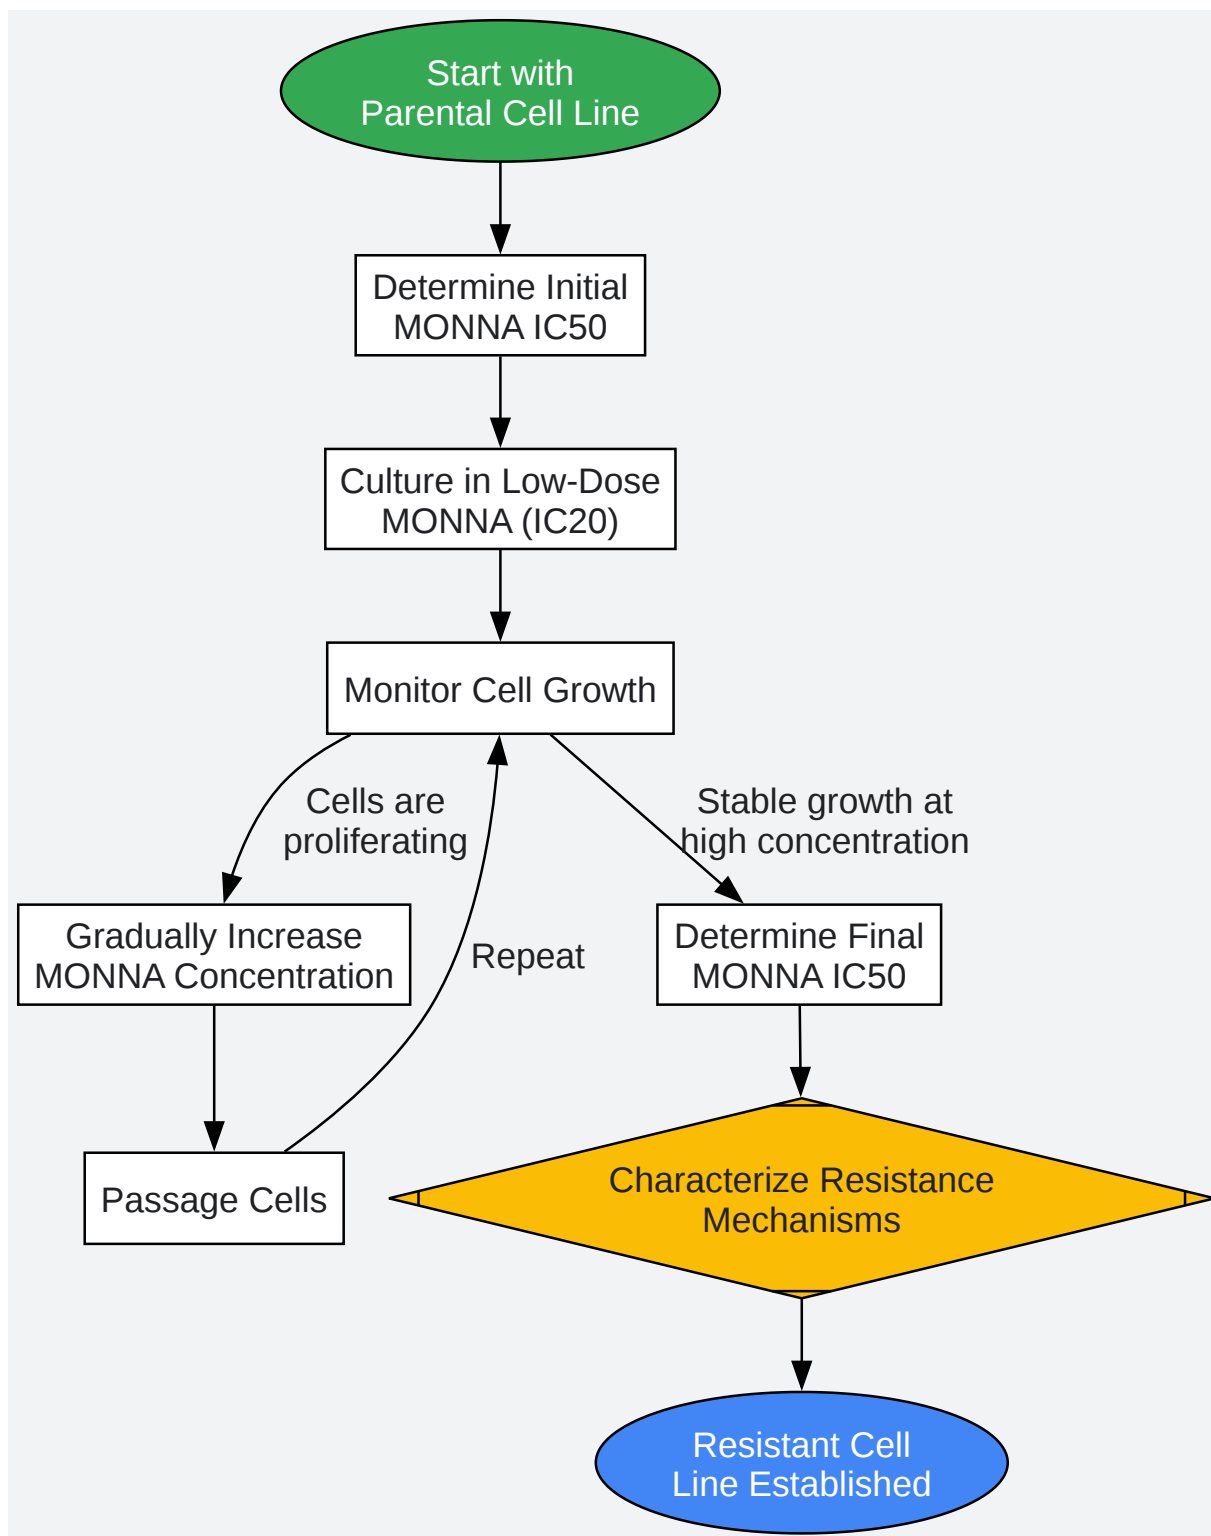 Start with
Parental Cell Line
Determine Initial
MONNA IC50
Culture in Low-Dose
MONNA (IC20)
Monitor Cell Growth
Cells are
proliferating
Stable growth at
high concentration
Gradually Increase
MONNA Concentration
Repeat
Determine Final
MONNA IC50
Passage Cells
Characterize Resistance
Mechanisms
Resistant Cell
Line Established